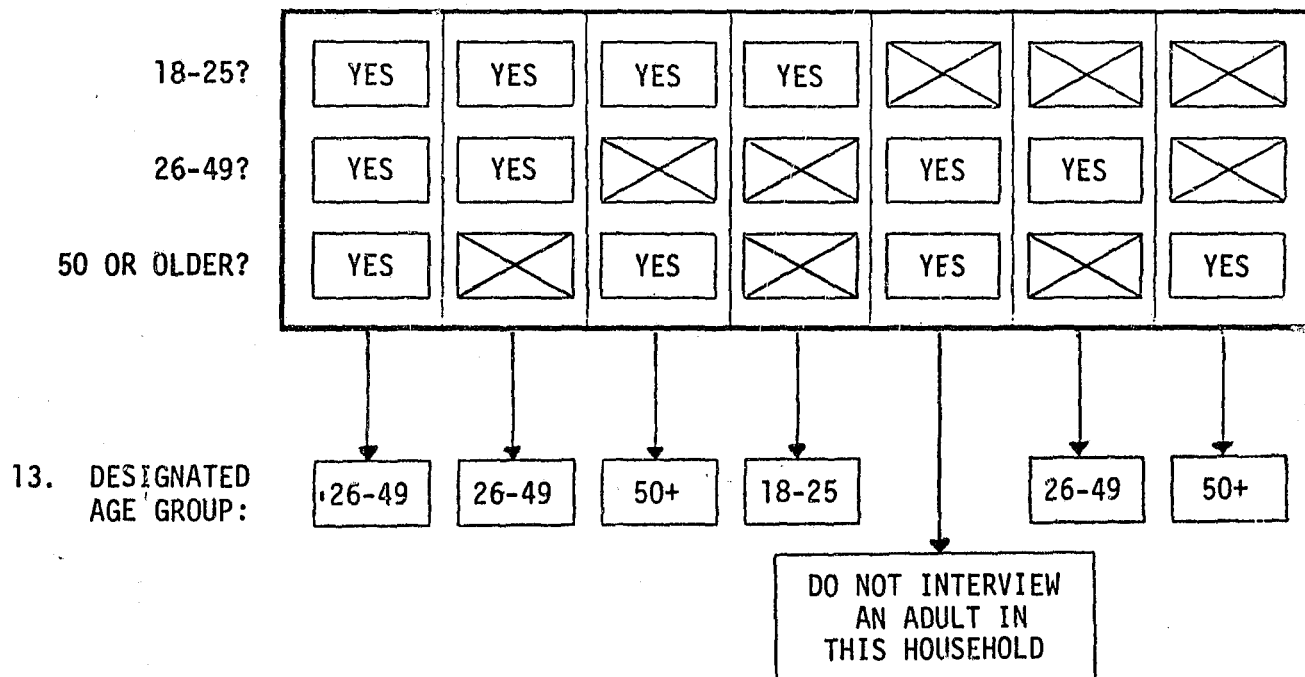 18-25? YES YES YES YES
26-49? YES YES YES YES
50 OR OLDER? YES YES YES YES
13. DESIGNATED AGE GROUP: 26-49 26-49 50+ 18-25 26-49 50+
DO NOT INTERVIEW
AN ADULT IN
THIS HOUSEHOLD